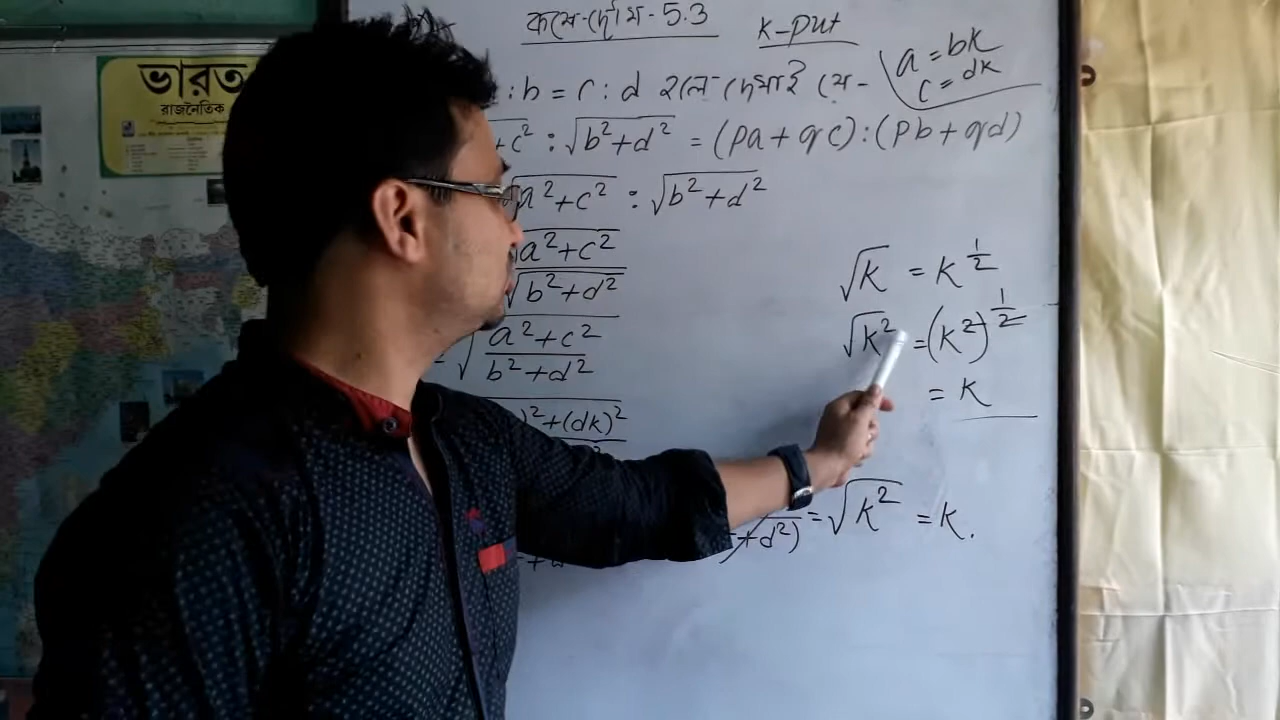 ভারত
রাজনৈতিক
কষে দেখি - 5.3
K-Put
: b = c : d হলে দেখাই যে-
a = bk
c = dk
+c² : √b²+d² = (pa + qc) : (pb + qd)
√a²+c² : √b²+d²
√a²+c²
√b²+d²
= √ a²+c²
b²+d²
)²+(dk)²
√k = k^½
√k² = (k²)^½
= k
+d²) = √k² = k.